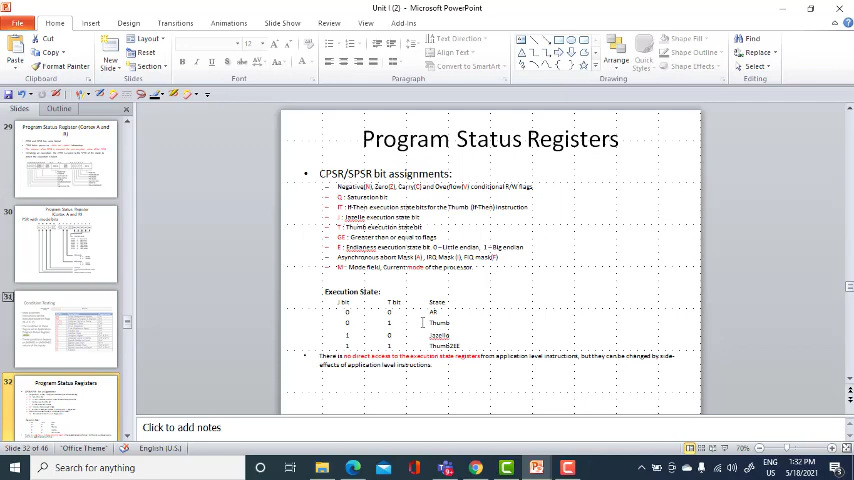 Unit I (2) - Microsoft PowerPoint
File Home Insert Design Transitions Animations Slide Show Review View Add-Ins
Cut
Copy
Format Painter
Paste
Clipboard
New
Slide
Layout
Reset
Section
Slides
12
Font
Paragraph
Text Direction
Align Text
Convert to SmartArt
Arrange
Quick
Styles
Drawing
Shape Fill
Shape Outline
Shape Effects
Find
Replace
Select
Editing
Slides Outline
29
Program Status Register (Cortex A and
R)
30
Program Status Register
(Cortex A and R)
PSR with mode bits
31
Condition Testing
32
Program Status Registers
Program Status Registers
• CPSR/SPSR bit assignments:
– Negative(N), Zero(Z), Carry(C) and Overflow(V) conditional R/W flags
– Q : Saturation bit
– IT : If-Then execution state bits for the Thumb (If-Then) instruction
– J : Jazelle execution state bit
– T : Thumb execution state bit
– GE : Greater than or equal to flags
– E : Endianess execution state bit. 0 – Little endian, 1 – Big endian
– Asynchronous abort Mask (A) , IRQ Mask (I), FIQ mask(F)
– M : Mode field, Current mode of the processor.
Execution State:
J bit T bit State
0 0 AR
0 1 Thumb
1 0 Jazelle
1 1 Thumb2EE
• There is no direct access to the execution state registers from application level instructions, but they can be changed by side-
effects of application level instructions.
Click to add notes
Slide 32 of 46 "Office Theme" English (U.S.) 70%
Search for anything
ENG
US
1:32 PM
5/18/2021